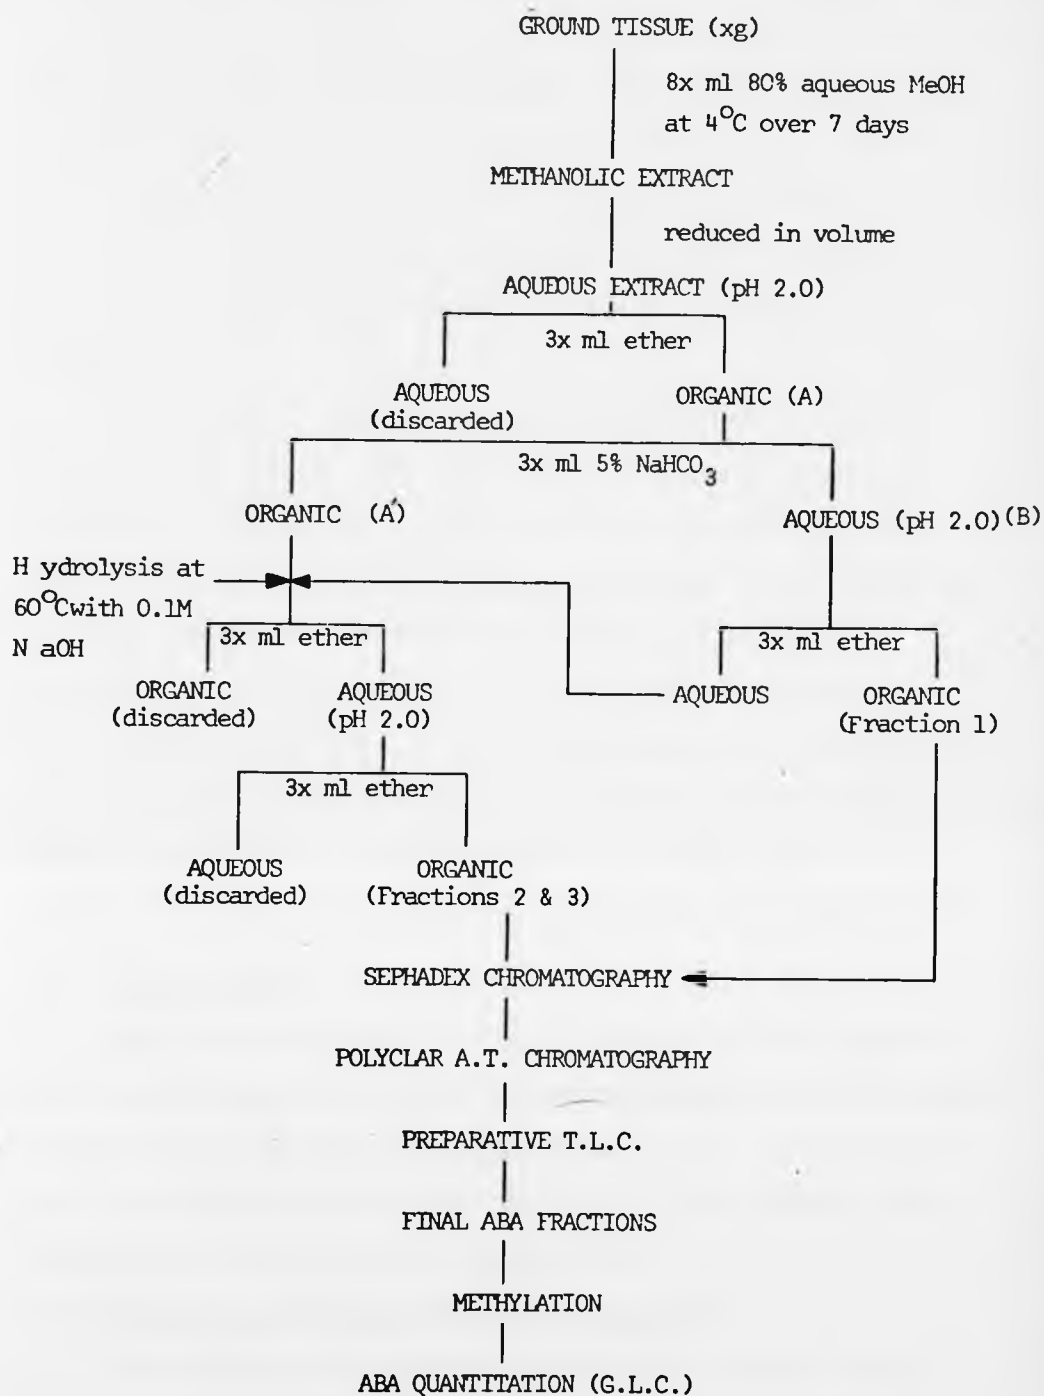 GROUND TISSUE (xg)
8x ml 80% aqueous MeOH
at 4°C over 7 days
METHANOLIC EXTRACT
reduced in volume
AQUEOUS EXTRACT (pH 2.0)
3x ml ether
AQUEOUS
(discarded)
ORGANIC (A)
3x ml 5% NaHCO3
ORGANIC (A')
AQUEOUS (pH 2.0)(B)
H ydrolysis at
60°Cwith 0.1M
N aOH
3x ml ether
ORGANIC
(discarded)
AQUEOUS
(pH 2.0)
3x ml ether
AQUEOUS
ORGANIC
(Fraction 1)
3x ml ether
AQUEOUS
(discarded)
ORGANIC
(Fractions 2 & 3)
SEPHADEX CHROMATOGRAPHY
POLYCLAR A.T. CHROMATOGRAPHY
PREPARATIVE T.L.C.
FINAL ABA FRACTIONS
METHYLATION
ABA QUANTITATION (G.L.C.)